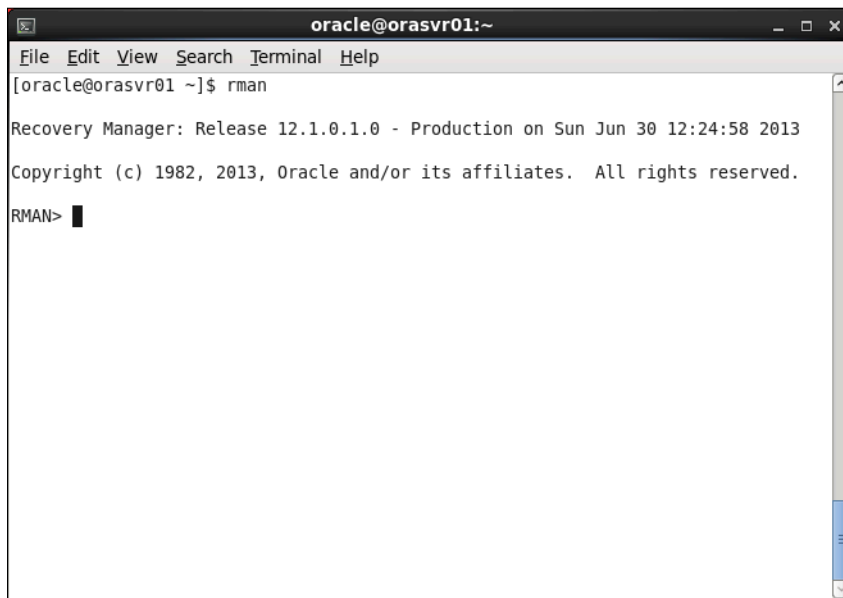 oracle@orasvr01:~
File Edit View Search Terminal Help
[oracle@orasvr01 ~]$ rman
Recovery Manager: Release 12.1.0.1.0 - Production on Sun Jun 30 12:24:58 2013
Copyright (c) 1982, 2013, Oracle and/or its affiliates.  All rights reserved.
RMAN>